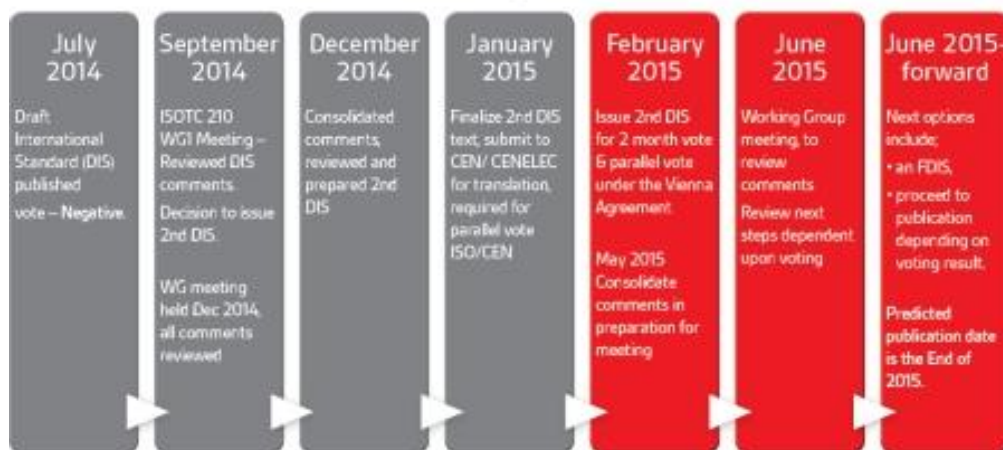 July
2014
Draft
International
Standard (DIS)
published
vote – Negative.
September
2014
ISOTC 210
WG1 Meeting –
Reviewed DIS
comments.
Decision to issue
2nd DIS.
WG meeting
held Dec 2014,
all comments
reviewed
December
2014
Consolidated
comments,
reviewed and
prepared 2nd
DIS
January
2015
Finalize 2nd DIS
text, submit to
CEN/ CENELEC
for translation,
required for
parallel vote
ISO/CEN
February
2015
Issue 2nd DIS
for 2 month vote
& parallel vote
under the Vienna
Agreement
May 2015
Consolidate
comments in
preparation for
meeting
June
2015
Working Group
meeting, to
review
comments
Review next
steps dependent
upon voting
June 2015-
forward
Next options
include;
• an FDIS,
• proceed to
publication
depending on
voting result,
Predicted
publication date
is the End of
2015.